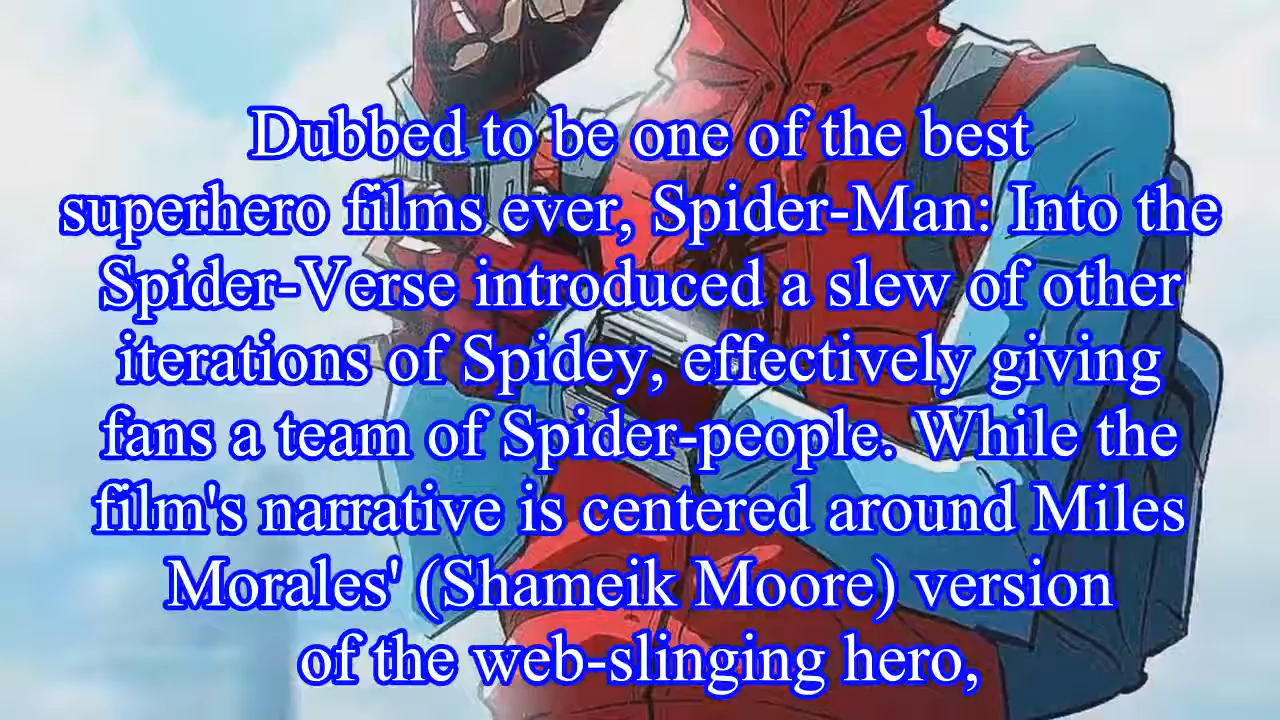 Dubbed to be one of the best
superhero films ever, Spider-Man: Into the
Spider-Verse introduced a slew of other
iterations of Spidey, effectively giving
fans a team of Spider-people. While the
film's narrative is centered around Miles
Morales' (Shameik Moore) version
of the web-slinging hero,